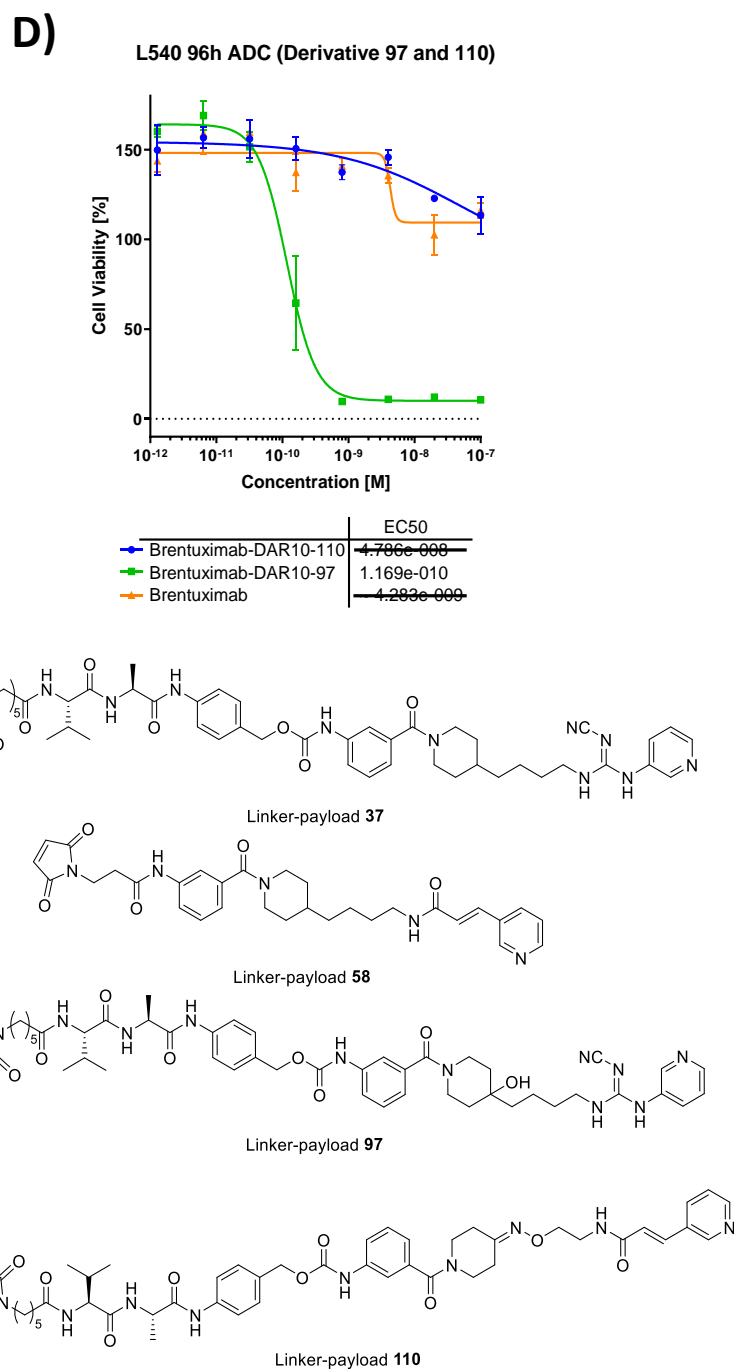 D)
L540 96h ADC (Derivative 97 and 110)
Cell Viability [%]
150
100
50
0
10-12 10-11 10-10 10-9 10-8 10-7
Concentration [M]
EC50
Brentuximab-DAR10-110 4.786e-008
Brentuximab-DAR10-97 1.169e-010
Brentuximab ~ 4.283e-009
)5 O H N O N H O H N O O H N O N NC N N H N H N
Linker-payload 37
O N O O H N O N O N H N
Linker-payload 58
N O ( )5 O H N O N H O H N O O H N O N OH NC N N H N H N
Linker-payload 97
O N ( )5 O N H O H N O N H O O N H O N N O H N O N
Linker-payload 110